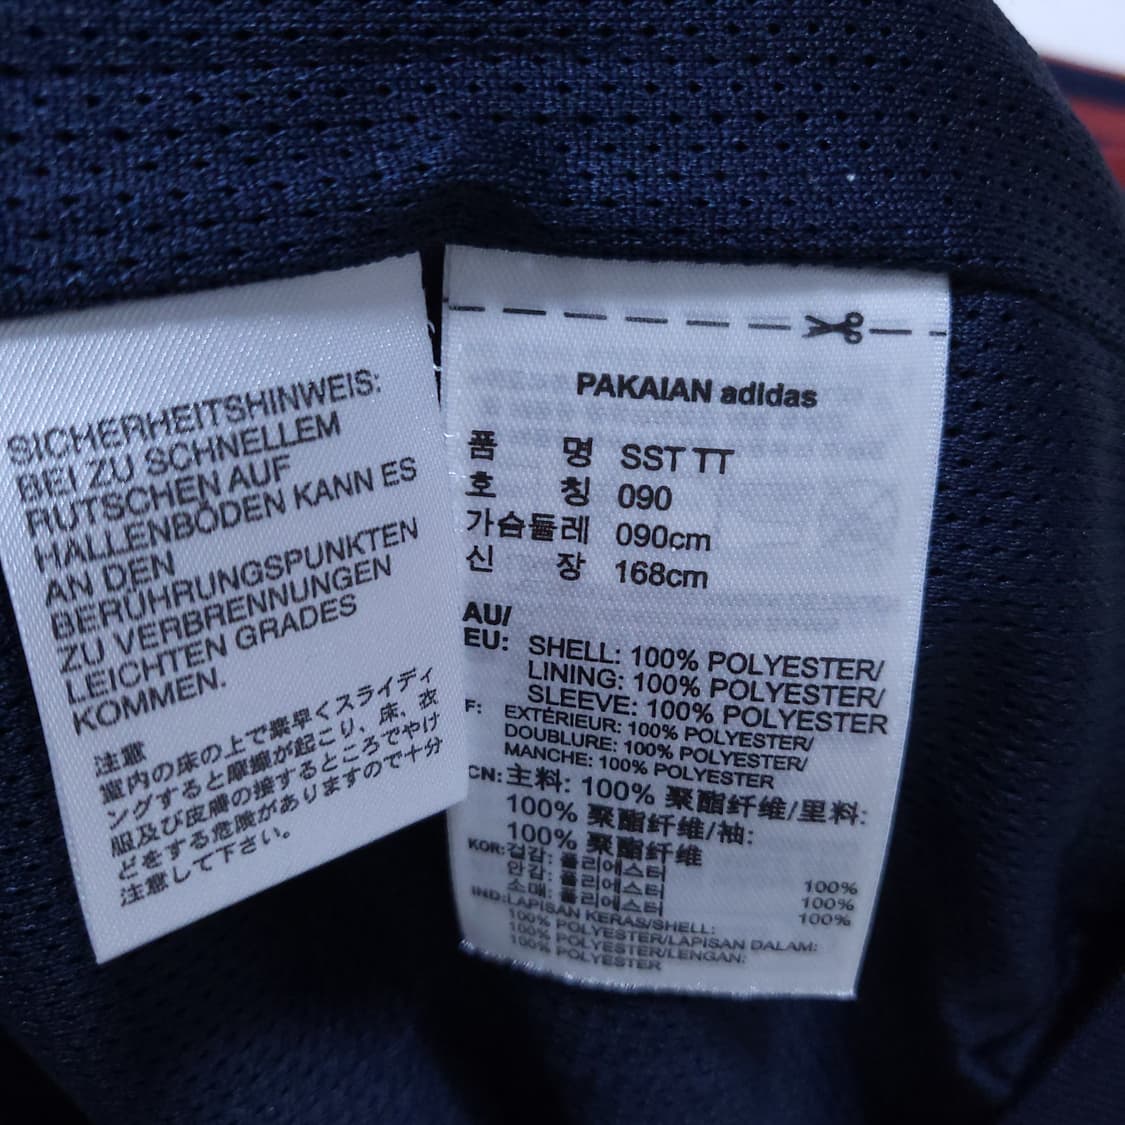 SICHERHEITSHINWEIS:
BEI ZU SCHNELLEM
RUTSCHEN AUF
HALLENBÖDEN KANN ES
AN DEN
BERÜHRUNGSPUNKTEN
ZU VERBRENNUNGEN
LEICHTEN GRADES
KOMMEN.
注意
室内の床の上で素早くスライディ
ングすると摩擦が起こり、床、衣
服及び皮膚の接するところでやけ
どをする危険がありますので十分
注意して下さい。
PAKAIAN adidas
품 명 SST TT
호 칭 090
가슴둘레 090cm
신 장 168cm
AU/
EU: SHELL: 100% POLYESTER/
LINING: 100% POLYESTER/
SLEEVE: 100% POLYESTER
F: EXTÉRIEUR: 100% POLYESTER/
DOUBLURE: 100% POLYESTER/
MANCHE: 100% POLYESTER
CN: 主料: 100% 聚酯纤维/里料:
100% 聚酯纤维/袖:
100% 聚酯纤维
KOR: 겉감: 폴리에스터 100%
안감: 폴리에스터 100%
소매: 폴리에스터 100%
IND: LAPISAN KERAS/SHELL:
100% POLYESTER/LAPISAN DALAM:
100% POLYESTER/LENGAN:
100% POLYESTER